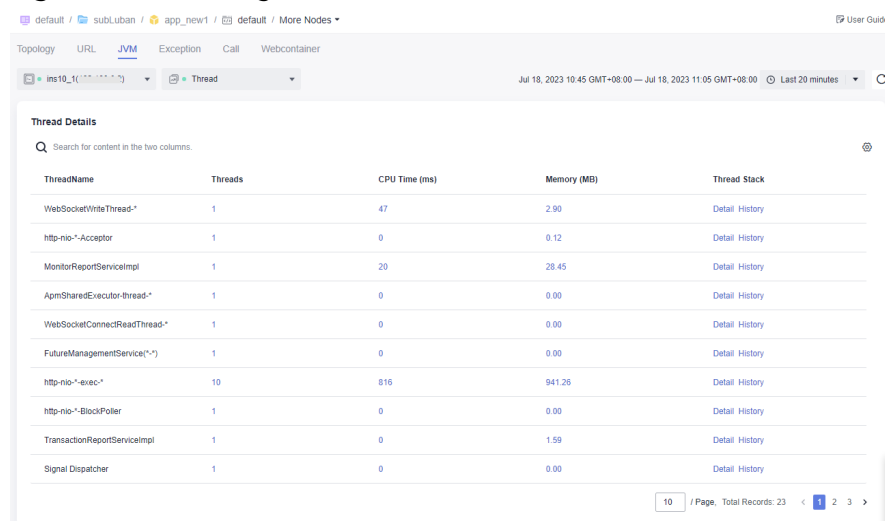 default / subLuban / app_new1 / default / More Nodes
User Guide
Topology URL JVM Exception Call Webcontainer
ins10_1( Thread Jul 18, 2023 10:45 GMT+08:00 — Jul 18, 2023 11:05 GMT+08:00 Last 20 minutes
Thread Details
Search for content in the two columns.
ThreadName Threads CPU Time (ms) Memory (MB) Thread Stack
WebSocketWriteThread-* 1 47 2.90 Detail History
http-nio-*-Acceptor 1 0 0.12 Detail History
MonitorReportServiceImpl 1 20 28.45 Detail History
ApmSharedExecutor-thread-* 1 0 0.00 Detail History
WebSocketConnectReadThread-* 1 0 0.00 Detail History
FutureManagementService(*-*) 1 0 0.00 Detail History
http-nio-*-exec-* 10 816 941.26 Detail History
http-nio-*-BlockPoller 1 0 0.00 Detail History
TransactionReportServiceImpl 1 0 1.59 Detail History
Signal Dispatcher 1 0 0.00 Detail History
10 / Page, Total Records: 23 < 1 2 3 >